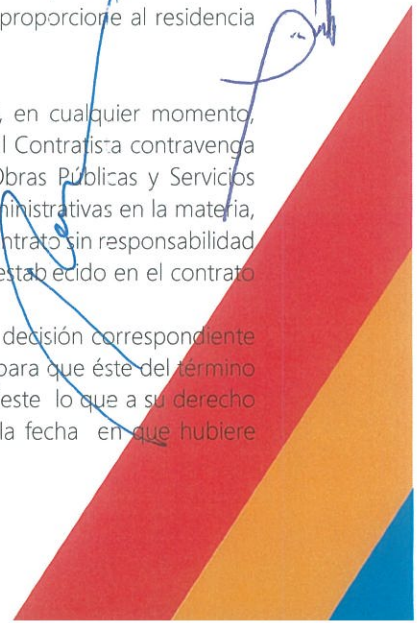 proporcione al residencia
en cualquier momento,
l Contratista contravenga
Obras Públicas y Servicios
ministrativas en la materia,
ntrato sin responsabilidad
estab ecido en el contrato
decisión correspondiente
para que éste del término
este lo que a su derecho
la fecha en que hubiere